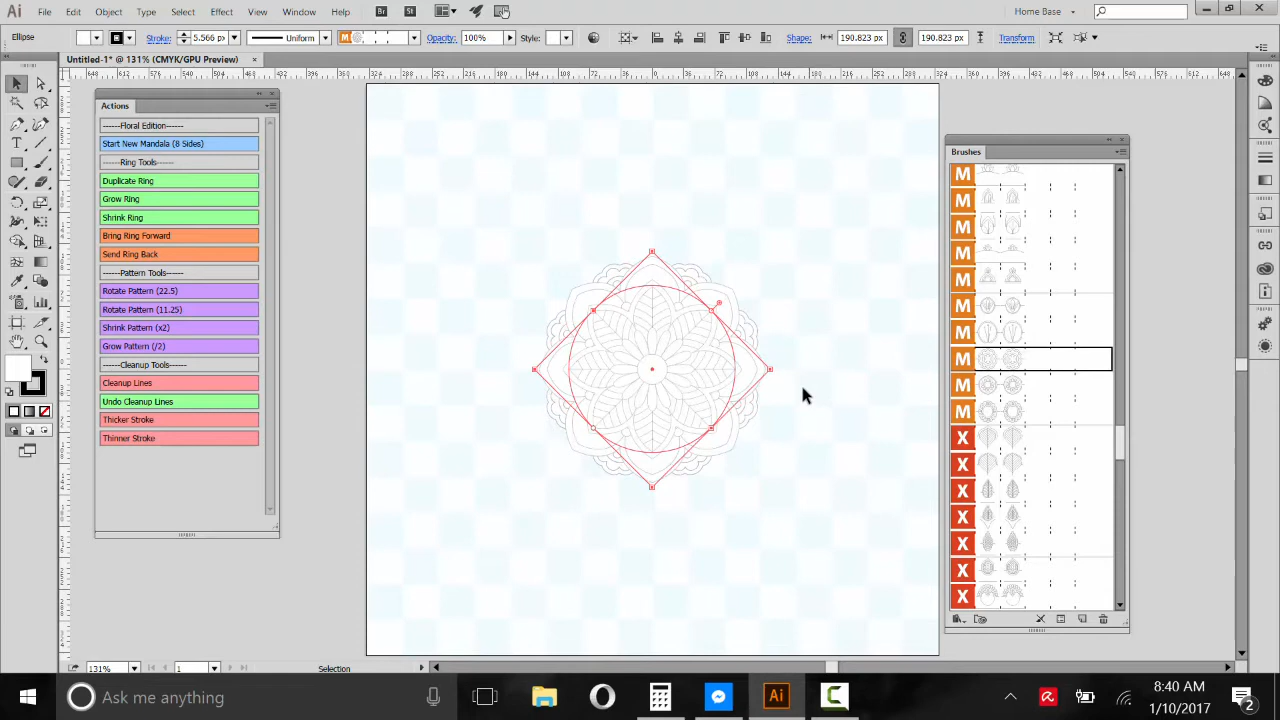 Ai File Edit Object Type Select Effect View Window Help Br St Home Base
Ellipse Stroke: 5.566 px Uniform Opacity: 100% Style: Shape: 190.823 px 190.823 px Transform
Untitled-1* @ 131% (CMYK/GPU Preview) ×
Actions
------Floral Edition------
Start New Mandala (8 Sides)
------Ring Tools------
Duplicate Ring
Grow Ring
Shrink Ring
Bring Ring Forward
Send Ring Back
------Pattern Tools------
Rotate Pattern (22.5)
Rotate Pattern (11.25)
Shrink Pattern (x2)
Grow Pattern (/2)
------Cleanup Tools------
Cleanup Lines
Undo Cleanup Lines
Thicker Stroke
Thinner Stroke
Brushes
M
M
M
M
M
M
M
M
M
M
X
X
X
X
X
X
X
131% 1 Selection
Ask me anything Ai C 8:40 AM
1/10/2017 2